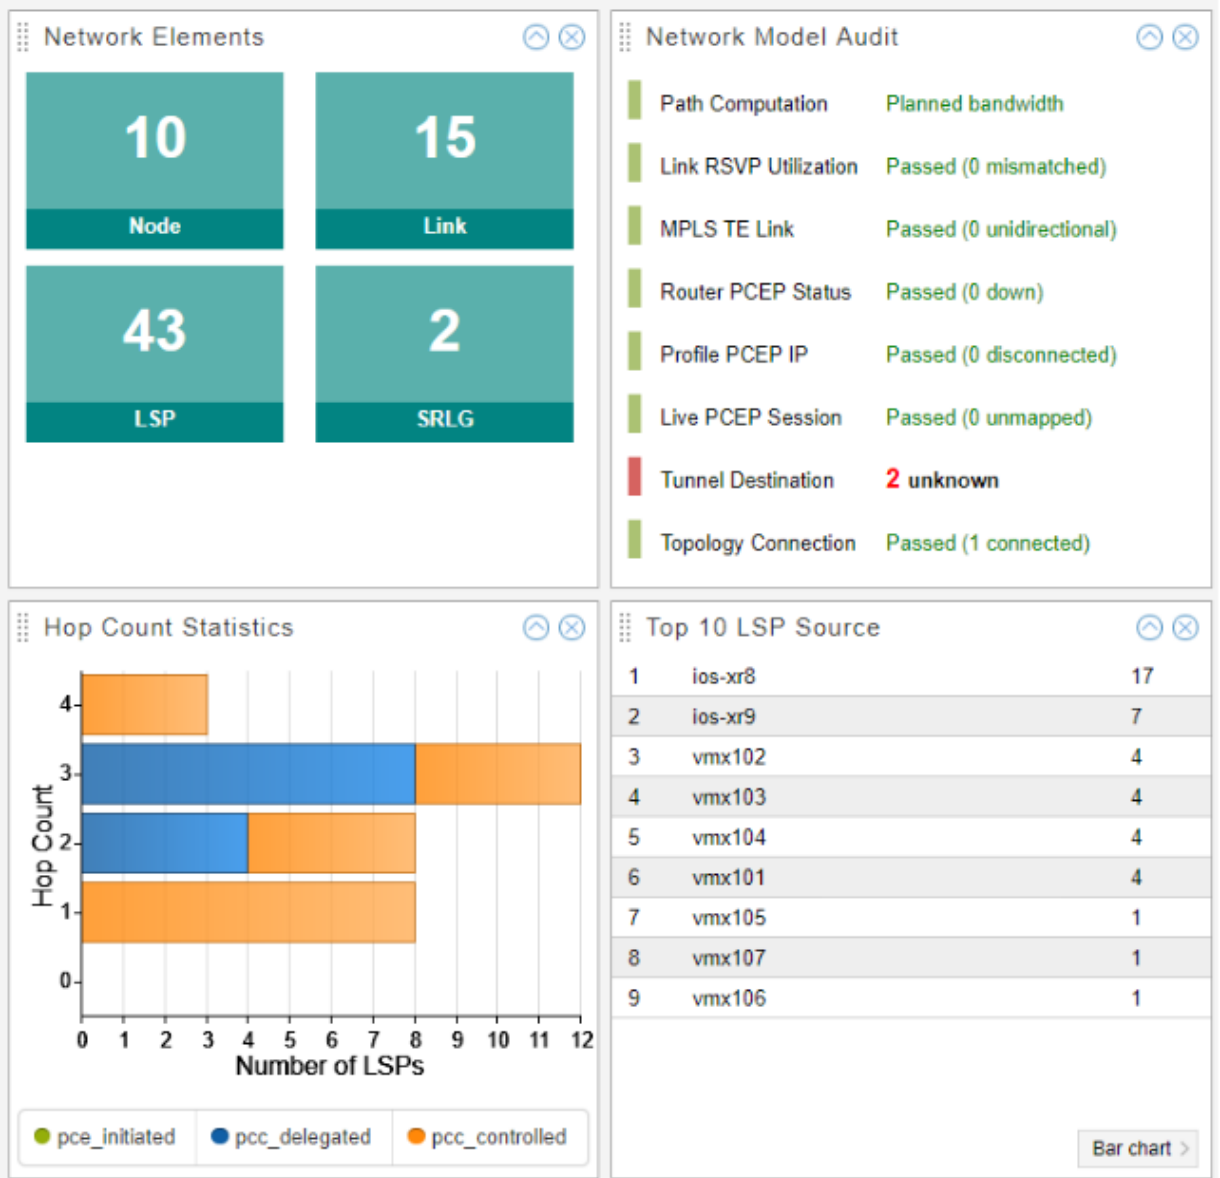 Network Elements
10
Node
15
Link
43
LSP
2
SRLG
Network Model Audit
Path Computation Planned bandwidth
Link RSVP Utilization Passed (0 mismatched)
MPLS TE Link Passed (0 unidirectional)
Router PCEP Status Passed (0 down)
Profile PCEP IP Passed (0 disconnected)
Live PCEP Session Passed (0 unmapped)
Tunnel Destination 2 unknown
Topology Connection Passed (1 connected)
Hop Count Statistics
Hop Count
4
3
2
1
0
0 1 2 3 4 5 6 7 8 9 10 11 12
Number of LSPs
pce_initiated pcc_delegated pcc_controlled
Top 10 LSP Source
1 ios-xr8 17
2 ios-xr9 7
3 vmx102 4
4 vmx103 4
5 vmx104 4
6 vmx101 4
7 vmx105 1
8 vmx107 1
9 vmx106 1
Bar chart >